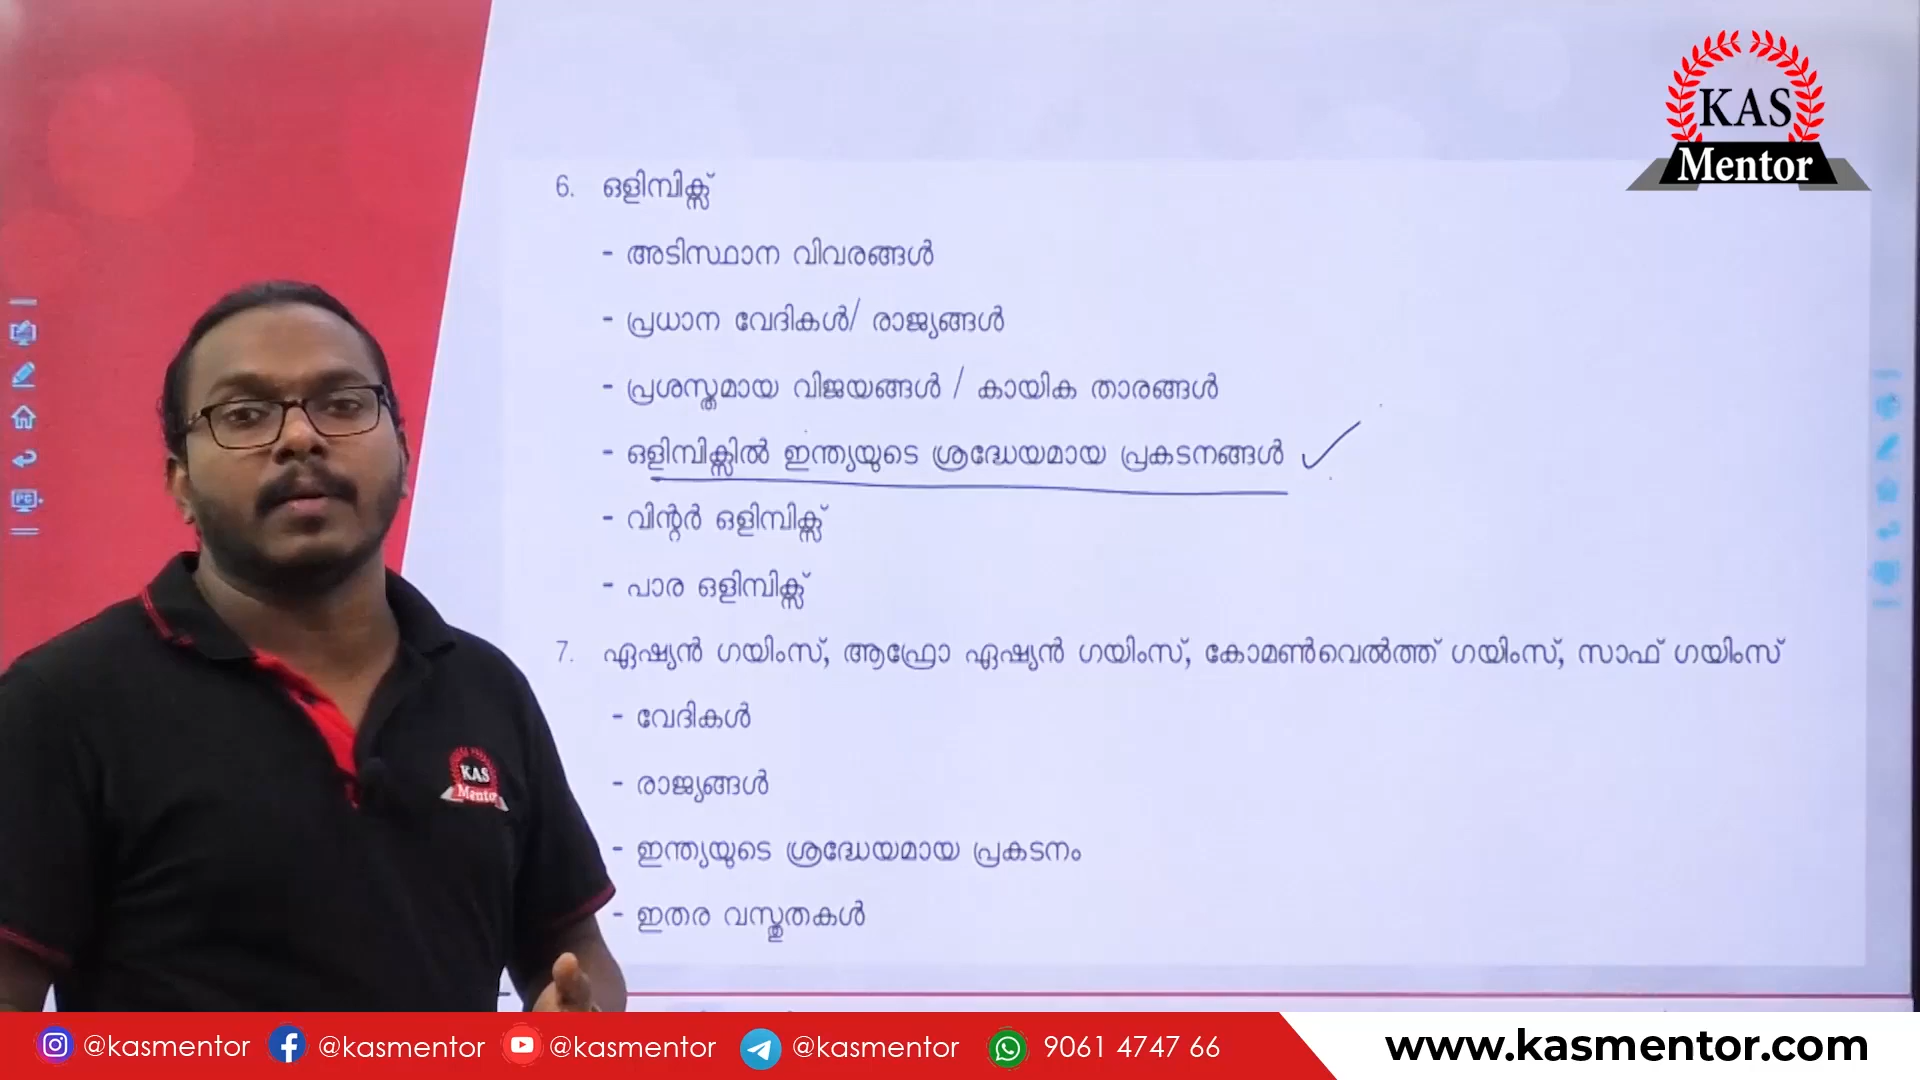 KAS
Mentor
6. ഒളിമ്പിക്സ്
- അടിസ്ഥാന വിവരങ്ങൾ
- പ്രധാന വേദികൾ/ രാജ്യങ്ങൾ
- പ്രശസ്തമായ വിജയങ്ങൾ / കായിക താരങ്ങൾ
- ഒളിമ്പിക്സിൽ ഇന്ത്യയുടെ ശ്രദ്ധേയമായ പ്രകടനങ്ങൾ
- വിന്റർ ഒളിമ്പിക്സ്
- പാര ഒളിമ്പിക്സ്
7. ഏഷ്യൻ ഗയിംസ്, ആഫ്രോ ഏഷ്യൻ ഗയിംസ്, കോമൺവെൽത്ത് ഗയിംസ്, സാഫ് ഗയിംസ്
- വേദികൾ
- രാജ്യങ്ങൾ
- ഇന്ത്യയുടെ ശ്രദ്ധേയമായ പ്രകടനം
- ഇതര വസ്തുതകൾ
KAS
Mentor
PC
@kasmentor @kasmentor @kasmentor @kasmentor 9061 4747 66 www.kasmentor.com